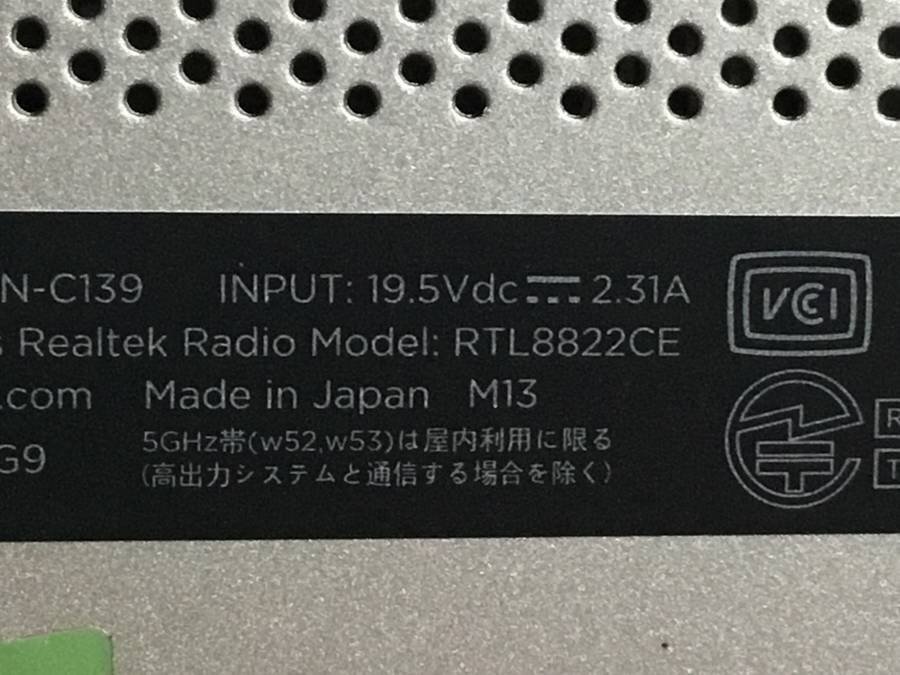 N-C139 INPUT: 19.5Vdc⎓2.31A
s Realtek Radio Model: RTL8822CE
.com Made in Japan M13
G9
5GHz帯(w52,w53)は屋内利用に限る
(高出力システムと通信する場合を除く)
VCCI
R
T